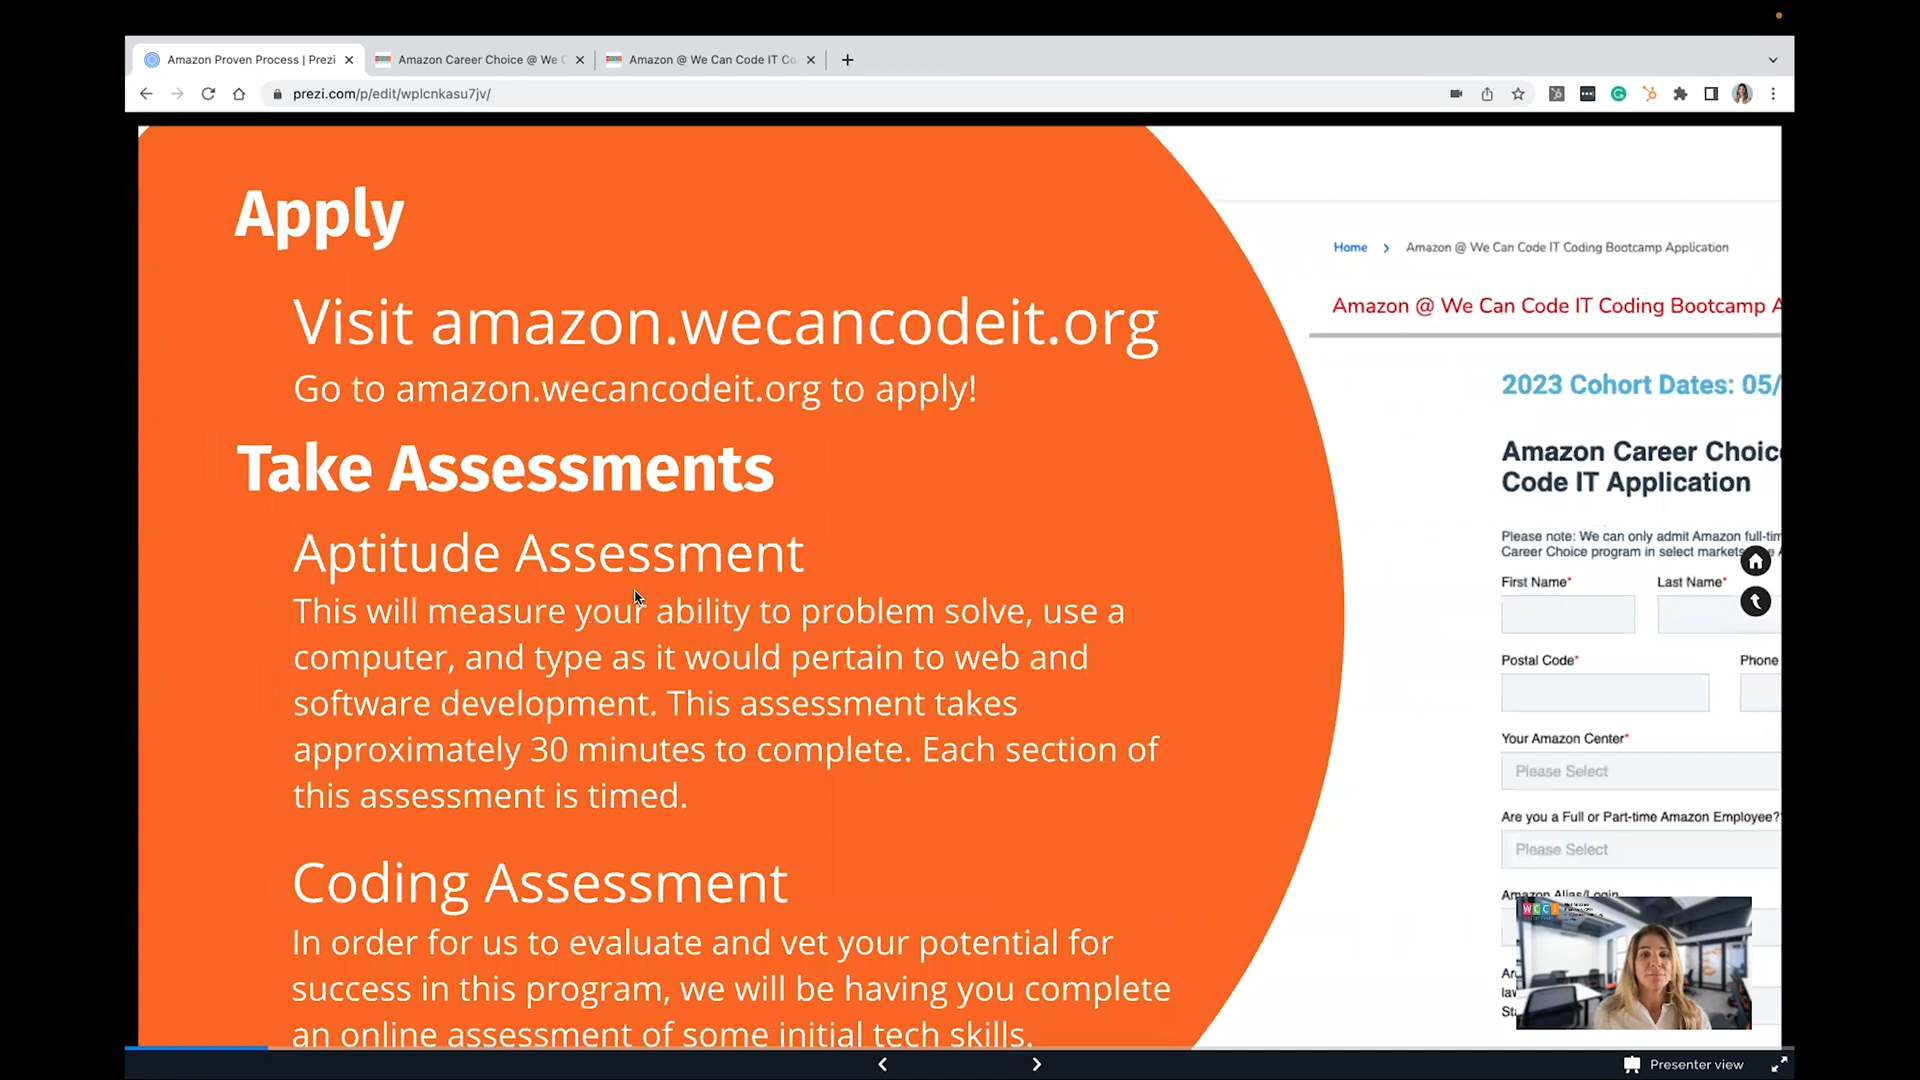 Amazon Proven Process | Prezi
Amazon Career Choice @ We C
Amazon @ We Can Code IT Co
prezi.com/p/edit/wplcnkasu7jv/
Apply
Visit amazon.wecancodeit.org
Go to amazon.wecancodeit.org to apply!
Take Assessments
Aptitude Assessment
This will measure your ability to problem solve, use a
computer, and type as it would pertain to web and
software development. This assessment takes
approximately 30 minutes to complete. Each section of
this assessment is timed.
Coding Assessment
In order for us to evaluate and vet your potential for
success in this program, we will be having you complete
an online assessment of some initial tech skills.
Home > Amazon @ We Can Code IT Coding Bootcamp Application
Amazon @ We Can Code IT Coding Bootcamp A
2023 Cohort Dates: 05/
Amazon Career Choic
Code IT Application
Please note: We can only admit Amazon full-tim
Career Choice program in select markets
First Name* Last Name*
Postal Code* Phone
Your Amazon Center*
Please Select
Are you a Full or Part-time Amazon Employee?*
Please Select
Amazon Alias/Login
WCCI
Presenter view